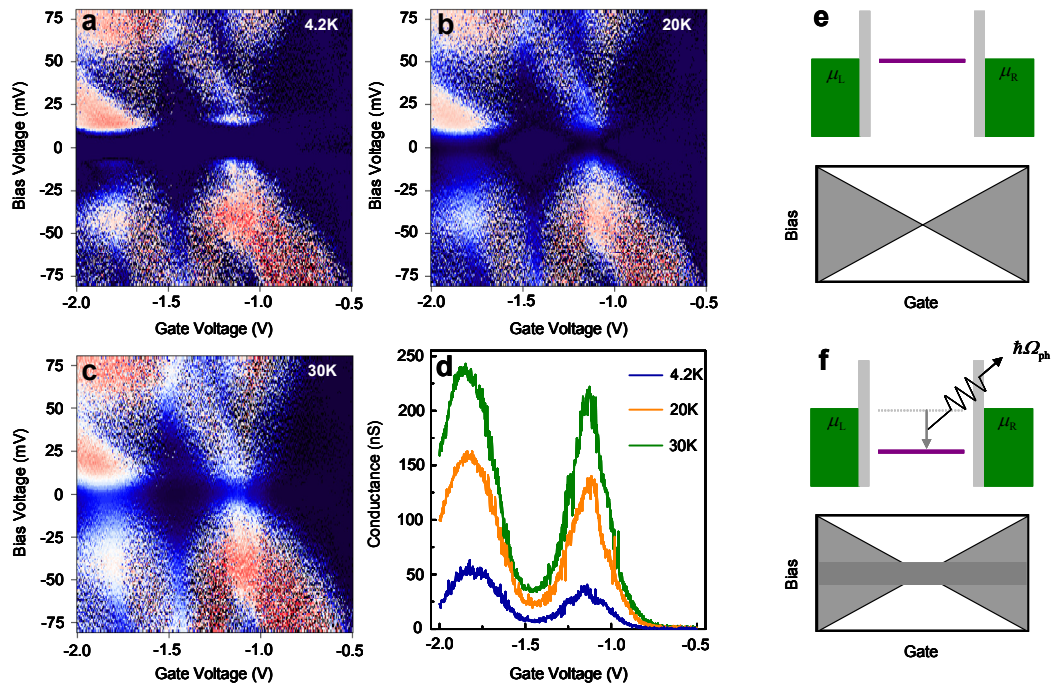 a
4.2K
75
50
25
0
-25
-50
-75
-2.0 -1.5 -1.0 -0.5
Bias Voltage (mV)
Gate Voltage (V)
b
20K
75
50
25
0
-25
-50
-75
-2.0 -1.5 -1.0 -0.5
Bias Voltage (mV)
Gate Voltage (V)
e
μL
μR
Bias
Gate
c
30K
75
50
25
0
-25
-50
-75
-2.0 -1.5 -1.0 -0.5
Bias Voltage (mV)
Gate Voltage (V)
d
250
200
150
100
50
0
-2.0 -1.5 -1.0 -0.5
Conductance (nS)
Gate Voltage (V)
4.2K
20K
30K
f
ħΩph
μL
μR
Bias
Gate